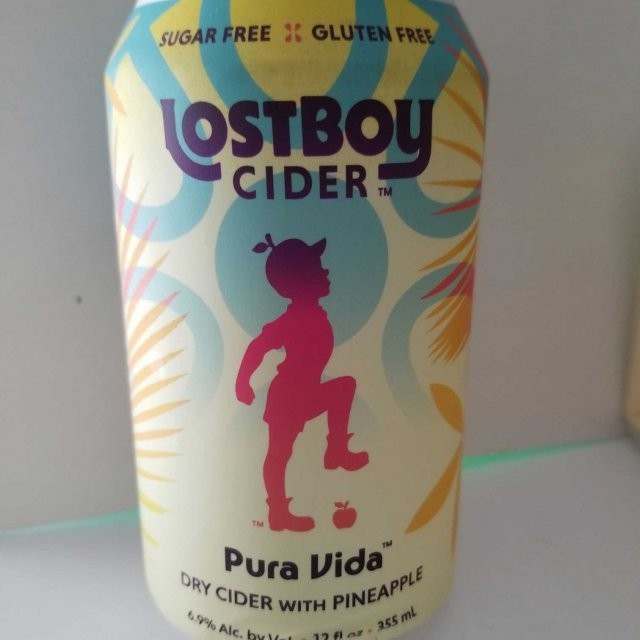 SUGAR FREE GLUTEN FREE
LOSTBOY
CIDER™
™
Pura Vida™
DRY CIDER WITH PINEAPPLE
6.9% Alc. by Vol. • 12 fl oz • 355 mL